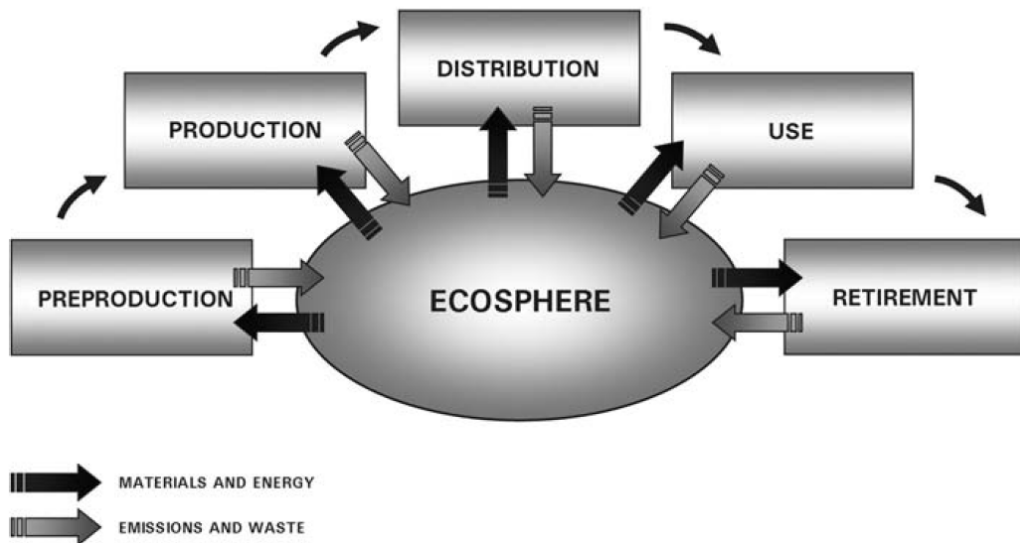 DISTRIBUTION
PRODUCTION
USE
PREPRODUCTION
ECOSPHERE
RETIREMENT
MATERIALS AND ENERGY
EMISSIONS AND WASTE